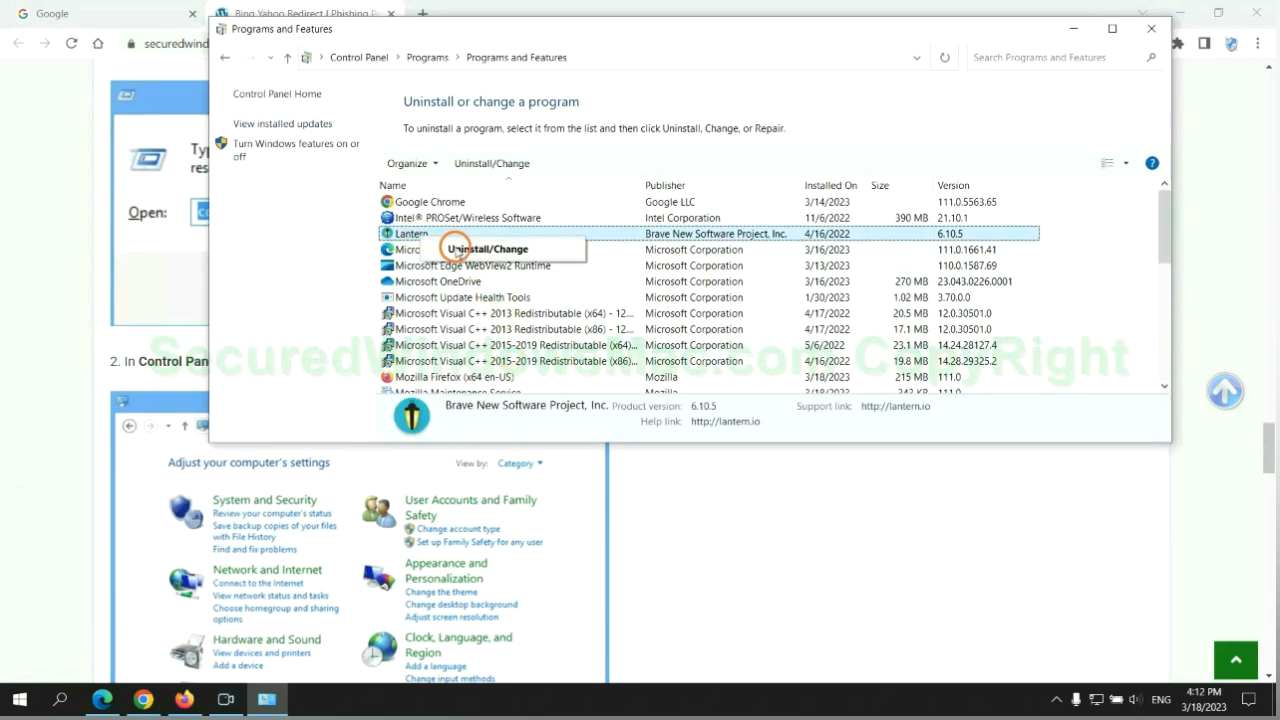 Google
Bing Yahoo Redirect | Phishing P
securedwind
Programs and Features
Control Panel > Programs > Programs and Features
Search Programs and Features
Control Panel Home
View installed updates
Turn Windows features on or
off
Uninstall or change a program
To uninstall a program, select it from the list and then click Uninstall, Change, or Repair.
Organize
Uninstall/Change
Name Publisher Installed On Size Version
Google Chrome Google LLC 3/14/2023 111.0.5563.65
Intel® PROSet/Wireless Software Intel Corporation 11/6/2022 390 MB 21.10.1
Lantern Brave New Software Project, Inc. 4/16/2022 6.10.5
Uninstall/Change
Micro Microsoft Corporation 3/16/2023 111.0.1661.41
Microsoft Edge WebView2 Runtime Microsoft Corporation 3/13/2023 110.0.1587.69
Microsoft OneDrive Microsoft Corporation 3/16/2023 270 MB 23.043.0226.0001
Microsoft Update Health Tools Microsoft Corporation 1/30/2023 1.02 MB 3.70.0.0
Microsoft Visual C++ 2013 Redistributable (x64) - 12.... Microsoft Corporation 4/17/2022 20.5 MB 12.0.30501.0
Microsoft Visual C++ 2013 Redistributable (x86) - 12.... Microsoft Corporation 4/17/2022 17.1 MB 12.0.30501.0
Microsoft Visual C++ 2015-2019 Redistributable (x64)... Microsoft Corporation 5/6/2022 23.1 MB 14.24.28127.4
Microsoft Visual C++ 2015-2019 Redistributable (x86)... Microsoft Corporation 4/16/2022 19.8 MB 14.28.29325.2
Mozilla Firefox (x64 en-US) Mozilla 3/18/2023 215 MB 111.0
Mozilla Maintenance Service Mozilla 3/18/2023 343 KB 111.0
Brave New Software Project, Inc. Product version: 6.10.5 Support link: http://lantern.io
Help link: http://lantern.io
Typ
res
Open:
2. In Control Pan
Adjust your computer's settings
View by: Category
System and Security
Review your computer's status
Save backup copies of your files
with File History
Find and fix problems
Network and Internet
Connect to the Internet
View network status and tasks
Choose homegroup and sharing
options
Hardware and Sound
View devices and printers
Add a device
User Accounts and Family
Safety
Change account type
Set up Family Safety for any user
Appearance and
Personalization
Change the theme
Change desktop background
Adjust screen resolution
Clock, Language, and
Region
Add a language
Change input methods
ENG
4:12 PM
3/18/2023